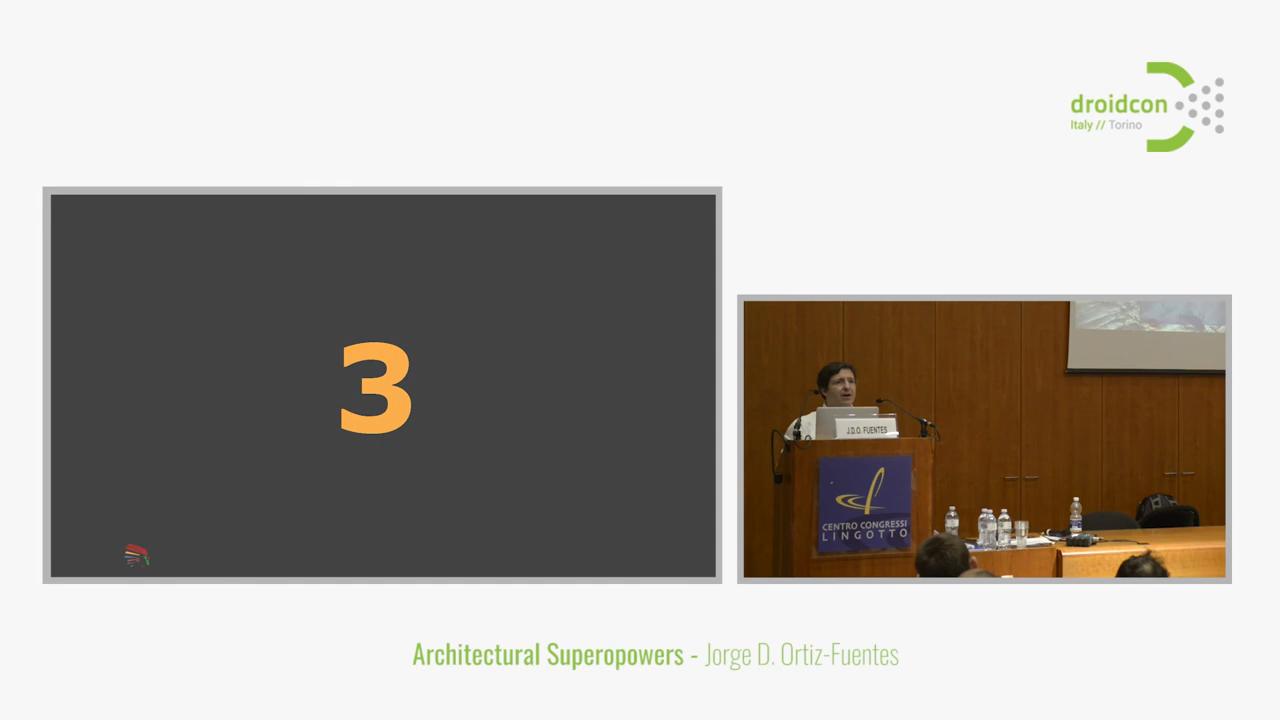 droidcon
Italy // Torino
3
J.D.O. FUENTES
CENTRO CONGRESSI
LINGOTTO
Architectural Superopowers - Jorge D. Ortiz-Fuentes